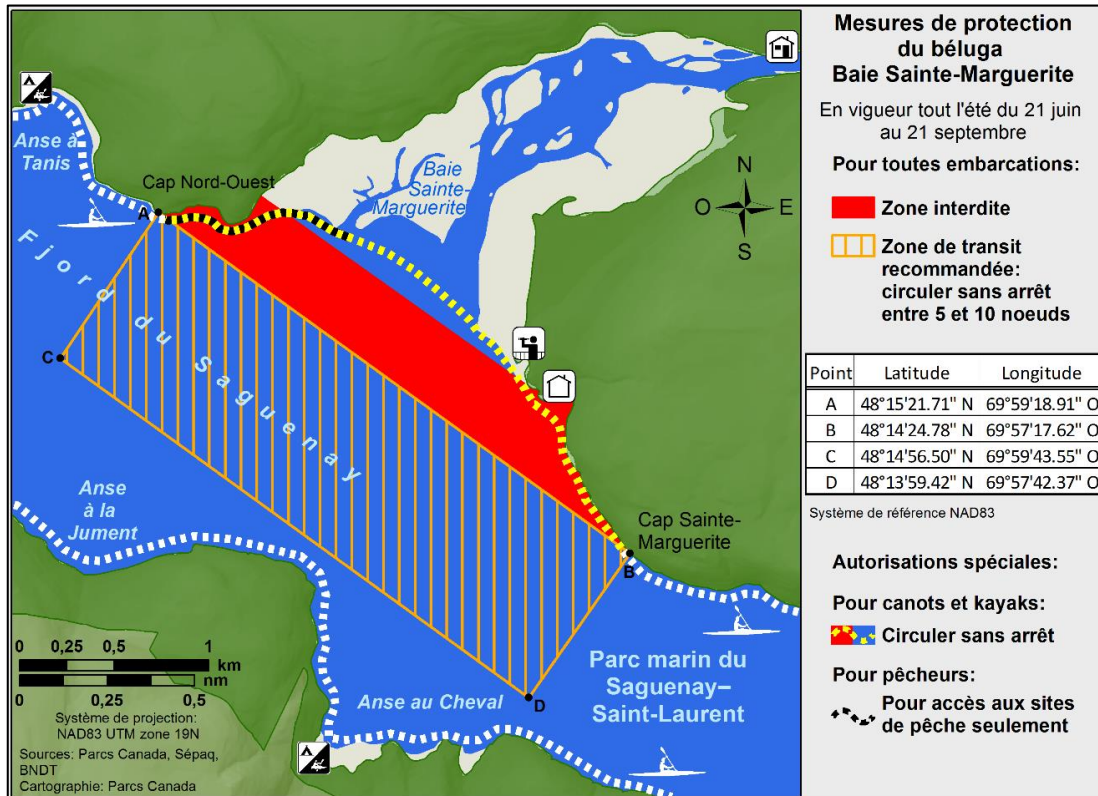 Mesures de protection
du béluga
Baie Sainte-Marguerite
En vigueur tout l'été du 21 juin
au 21 septembre
Pour toutes embarcations:
Zone interdite
Zone de transit
recommandée:
circuler sans arrêt
entre 5 et 10 noeuds
Point Latitude Longitude
A 48°15'21.71" N 69°59'18.91" O
B 48°14'24.78" N 69°57'17.62" O
C 48°14'56.50" N 69°59'43.55" O
D 48°13'59.42" N 69°57'42.37" O
Système de référence NAD83
Autorisations spéciales:
Pour canots et kayaks:
Circuler sans arrêt
Pour pêcheurs:
Pour accès aux sites
de pêche seulement
Anse à
Tanis
Cap Nord-Ouest
Baie
Sainte-
Marguerite
N
O E
S
A
Fjord du Saguenay
C
Anse
à la
Jument
Cap Sainte-
Marguerite
B
Parc marin du
Saguenay–
Saint-Laurent
Anse au Cheval
D
0 0,25 0,5 1
km
nm
0 0,25 0,5
Système de projection:
NAD83 UTM zone 19N
Sources: Parcs Canada, Sépaq,
BNDT
Cartographie: Parcs Canada